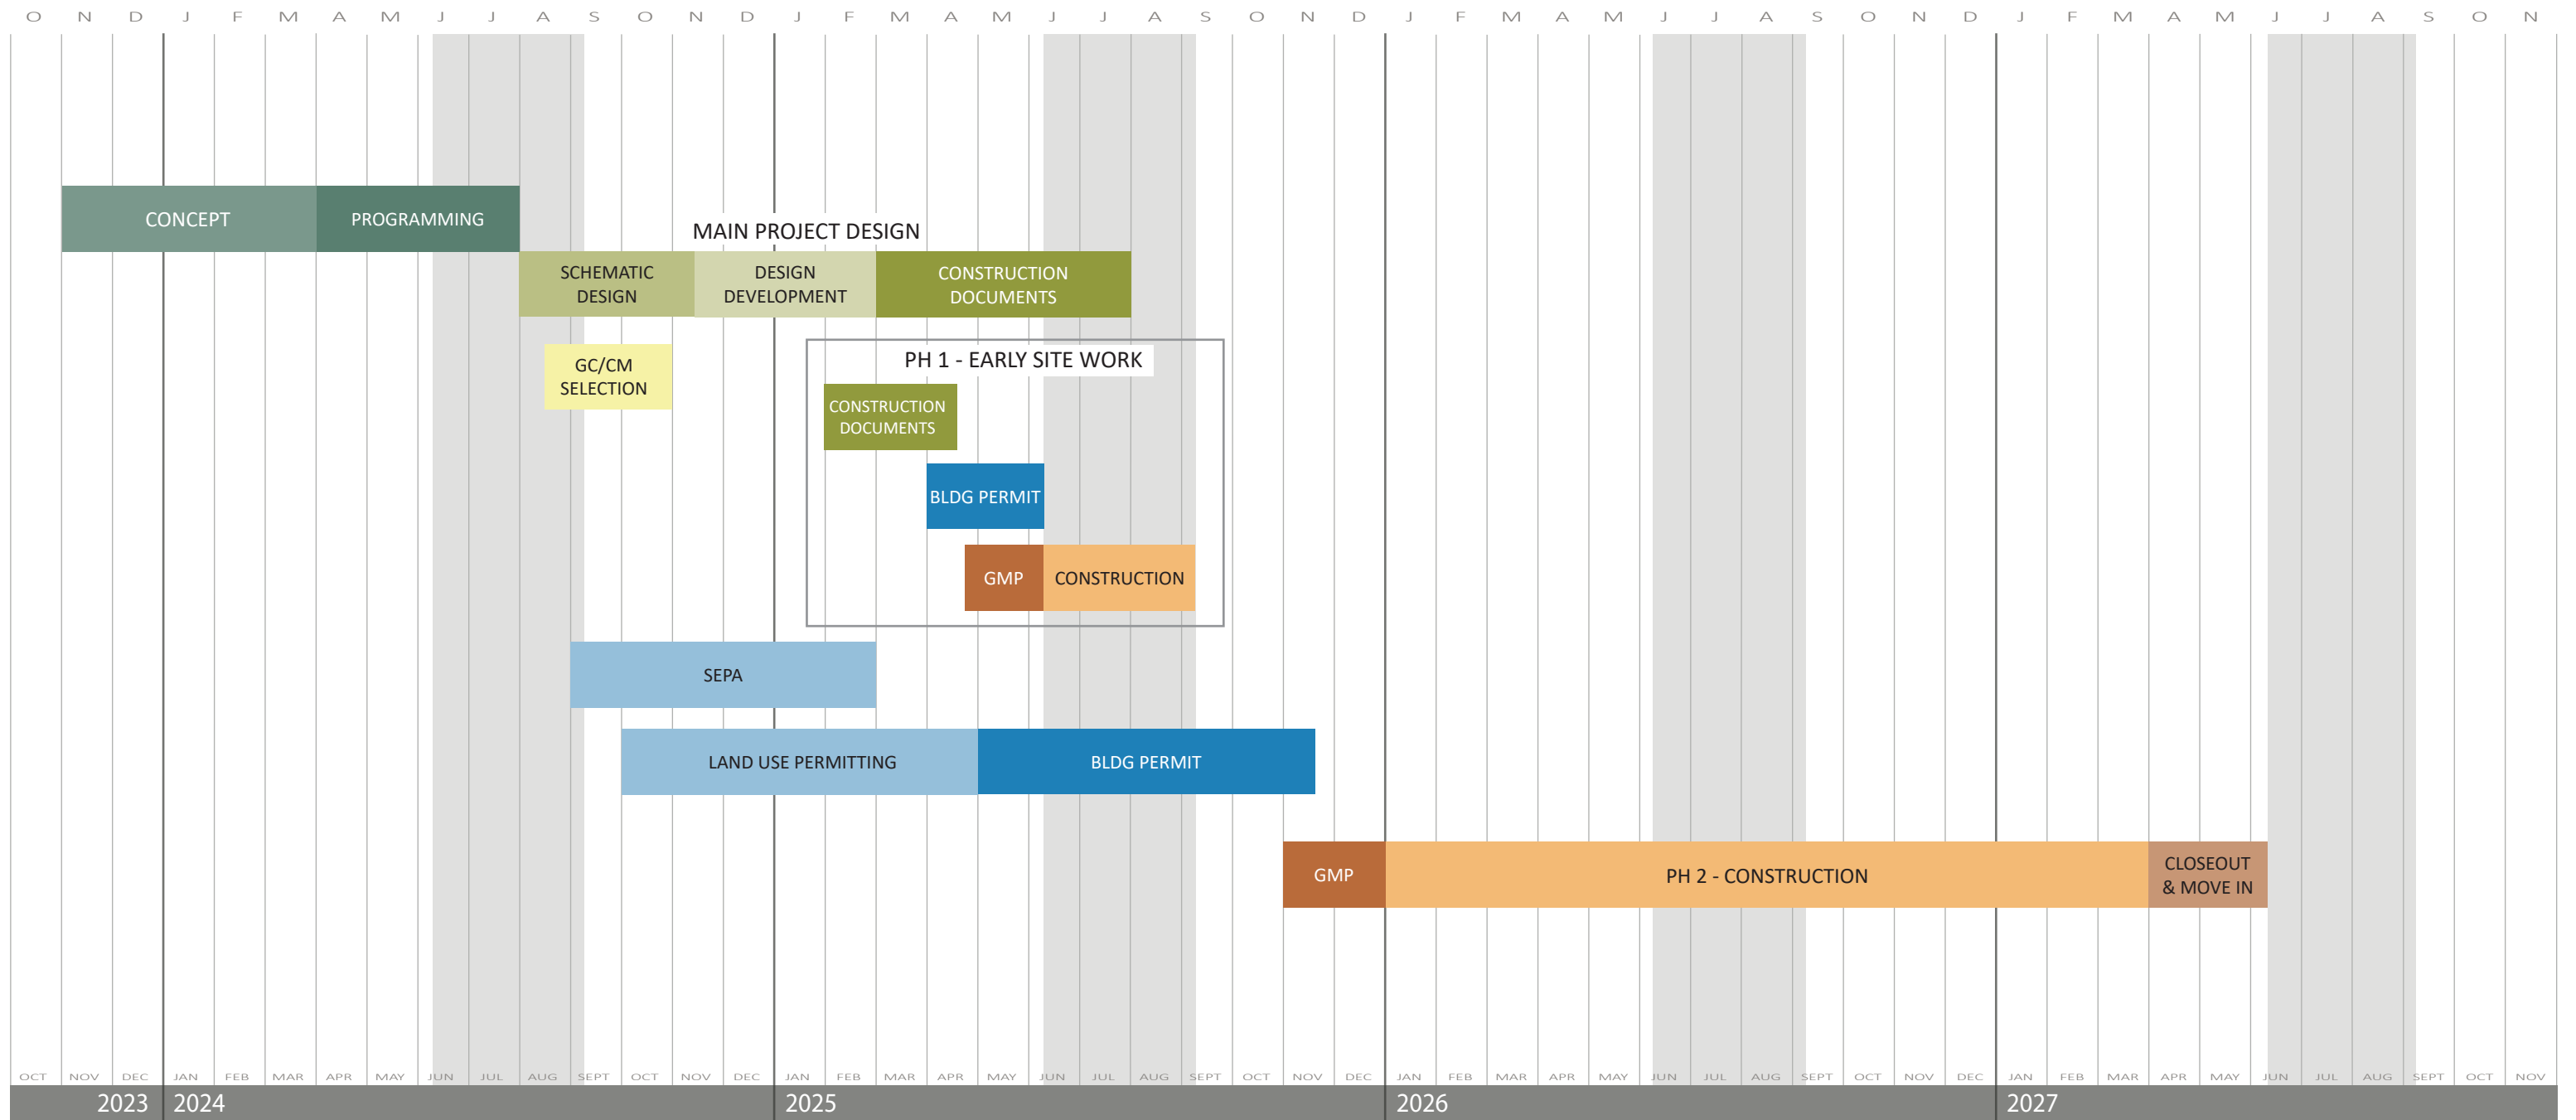 O N D J F M A M J J A S O N D J F M A M J J A S O N D J F M A M J J A S O N D J F M A M J J A S O N
CONCEPT
PROGRAMMING
MAIN PROJECT DESIGN
SCHEMATIC
DESIGN
DESIGN
DEVELOPMENT
CONSTRUCTION
DOCUMENTS
GC/CM
SELECTION
PH 1 - EARLY SITE WORK
CONSTRUCTION
DOCUMENTS
BLDG PERMIT
GMP
CONSTRUCTION
SEPA
LAND USE PERMITTING
BLDG PERMIT
GMP
PH 2 - CONSTRUCTION
CLOSEOUT
& MOVE IN
OCT NOV DEC JAN FEB MAR APR MAY JUN JUL AUG SEPT OCT NOV DEC JAN FEB MAR APR MAY JUN JUL AUG SEPT OCT NOV DEC JAN FEB MAR APR MAY JUN JUL AUG SEPT OCT NOV DEC JAN FEB MAR APR MAY JUN JUL AUG SEPT OCT NOV
2023 2024 2025 2026 2027